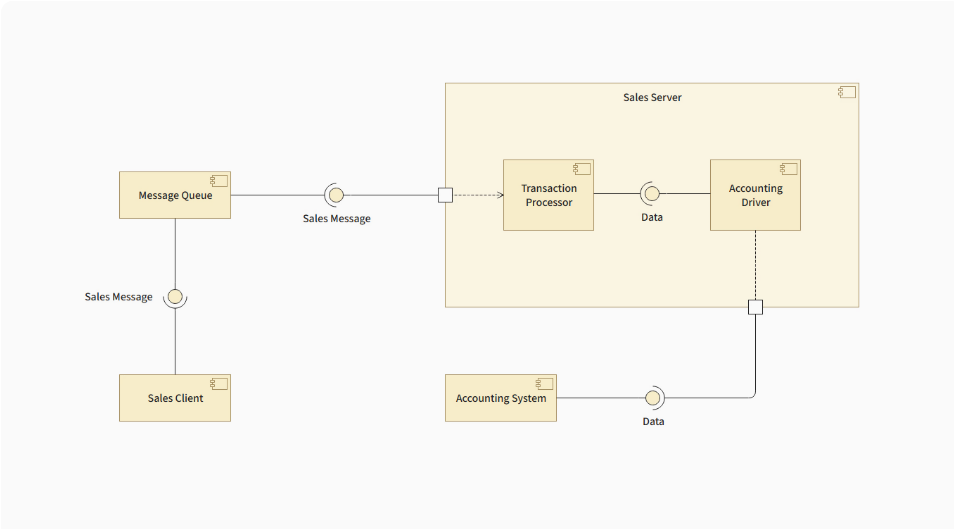 Sales Server
Message Queue
Transaction
Processor
Accounting
Driver
Sales Message
Data
Sales Message
Sales Client
Accounting System
Data